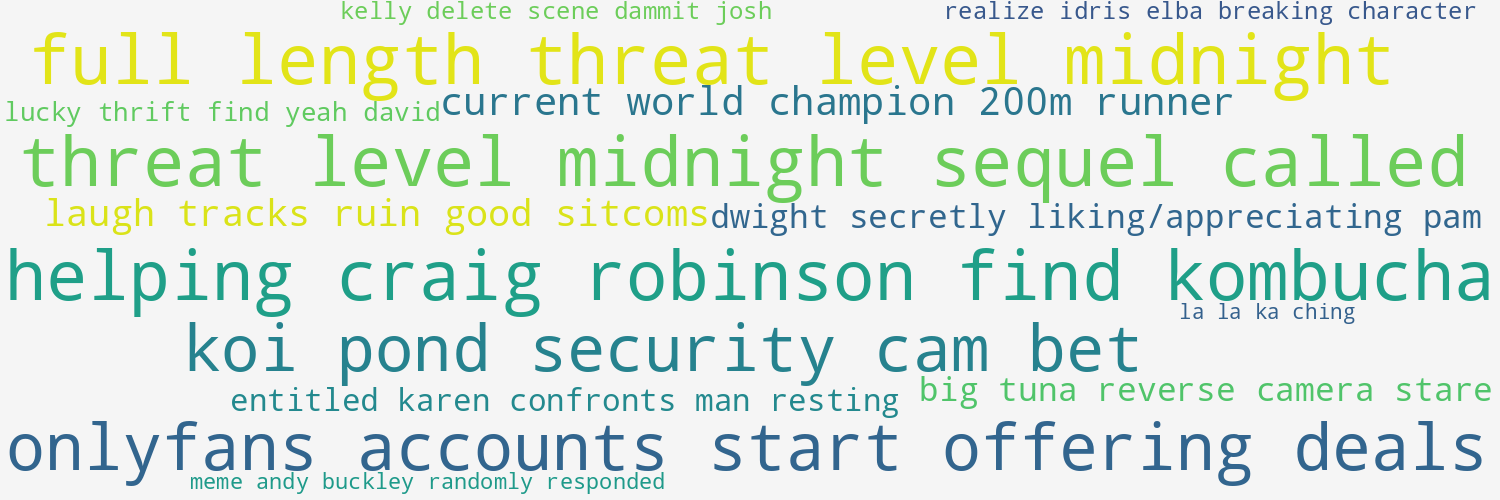 kelly delete scene dammit josh
realize idris elba breaking character
full length threat level midnight
lucky thrift find yeah david
current world champion 200m runner
threat level midnight sequel called
laugh tracks ruin good sitcoms
dwight secretly liking/appreciating pam
helping craig robinson find kombucha
la la ka ching
koi pond security cam bet
entitled karen confronts man resting
big tuna reverse camera stare
onlyfans accounts start offering deals
meme andy buckley randomly responded